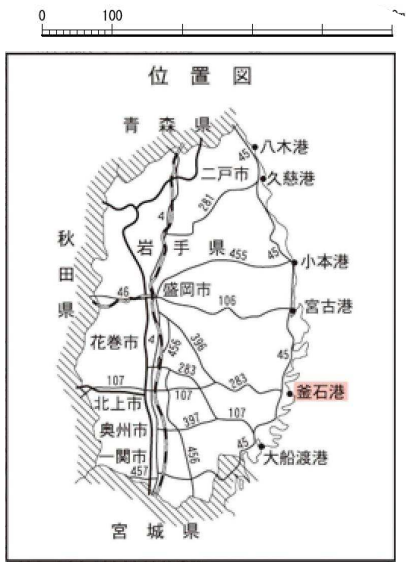 0 100
位置図
青森県
八木港
45
二戸市
久慈港
281
4
秋田県
岩手県
455
45
小本港
46
盛岡市
106
宮古港
花巻市
4
456
396
45
283
283
107
107
釜石港
北上市
397
107
奥州市
45
一関市
456
大船渡港
457
宮城県